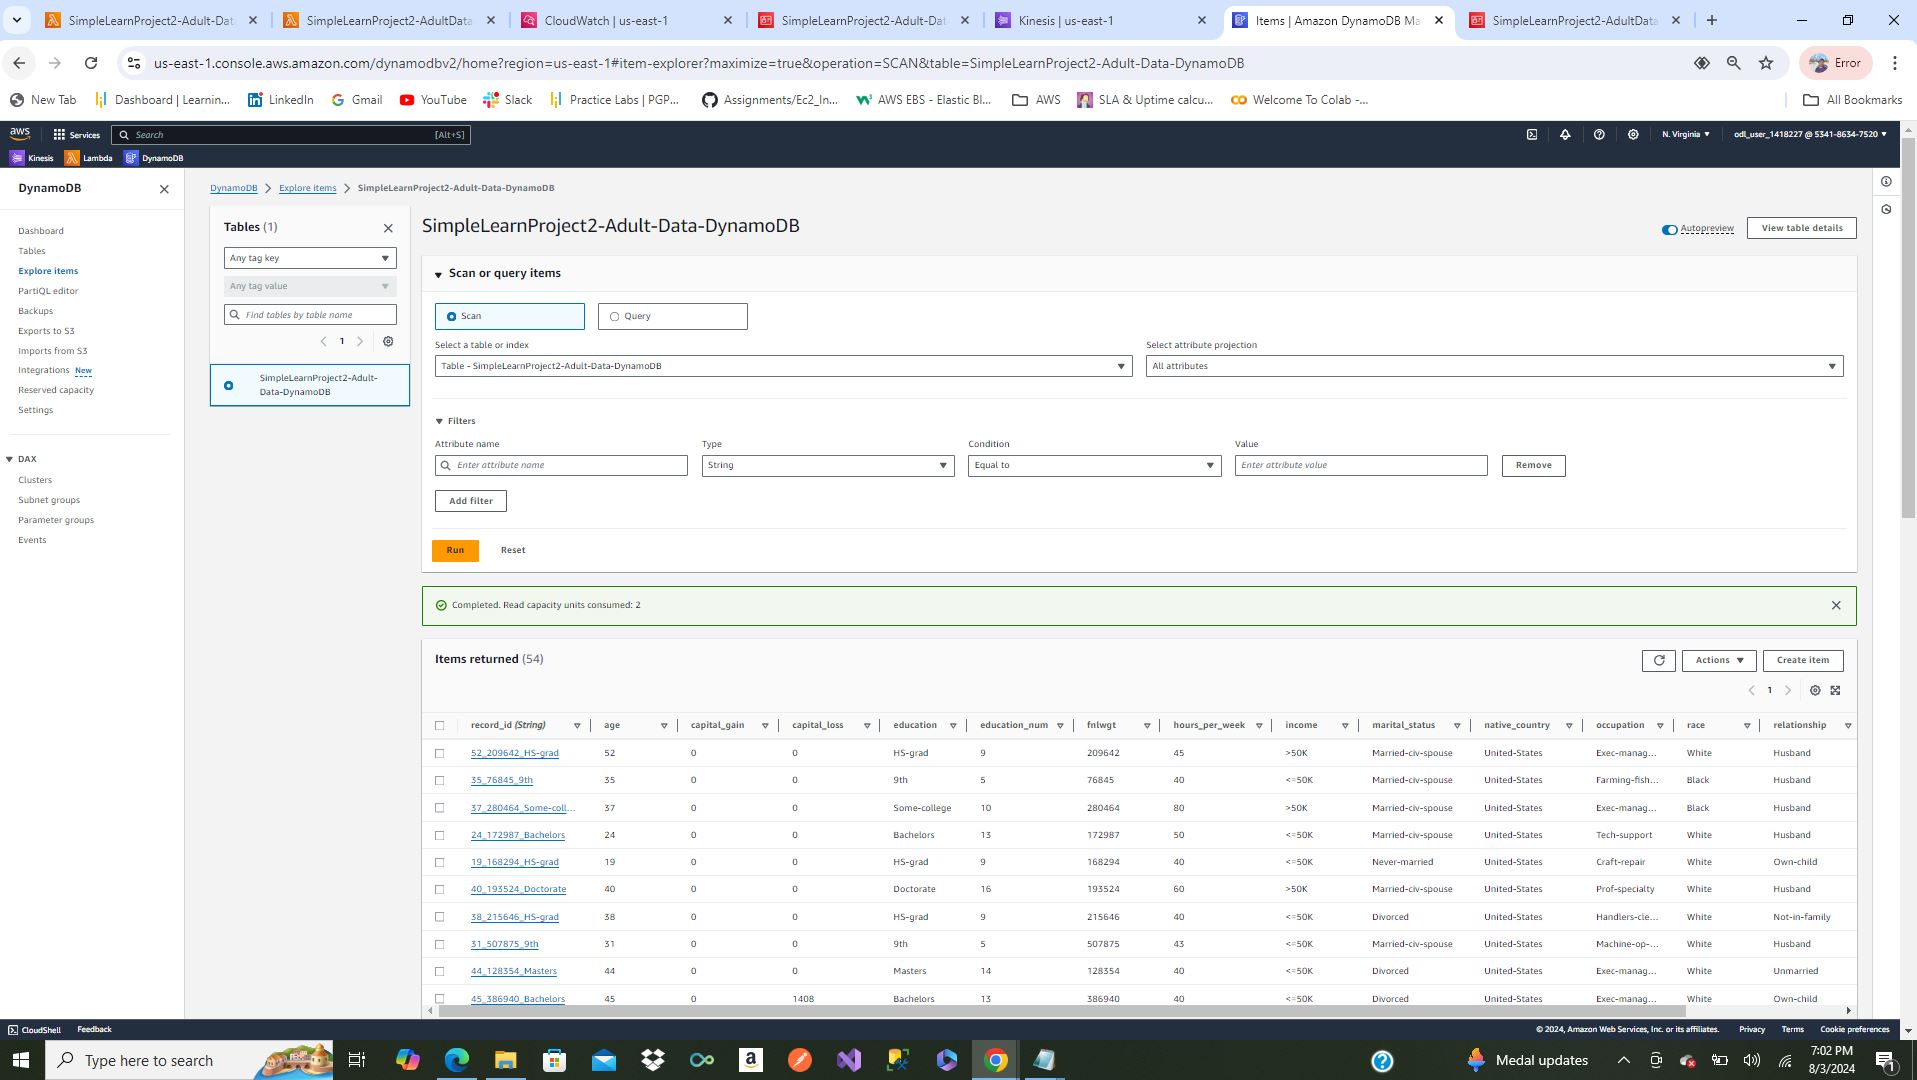 SimpleLearnProject2-Adult-Dat
SimpleLearnProject2-AdultData
CloudWatch | us-east-1
SimpleLearnProject2-Adult-Dat
Kinesis | us-east-1
Items | Amazon DynamoDB Ma
SimpleLearnProject2-AdultData
us-east-1.console.aws.amazon.com/dynamodbv2/home?region=us-east-1#item-explorer?maximize=true&operation=SCAN&table=SimpleLearnProject2-Adult-Data-DynamoDB
Error
New Tab
Dashboard | Learnin...
LinkedIn
Gmail
YouTube
Slack
Practice Labs | PGP...
Assignments/Ec2_In...
AWS EBS - Elastic Bl...
AWS
SLA & Uptime calcu...
Welcome To Colab -...
All Bookmarks
aws
Services
Search
[Alt+S]
N. Virginia
odl_user_1418227 @ 5341-8634-7520
Kinesis
Lambda
DynamoDB
DynamoDB
Dashboard
Tables
Explore items
PartiQL editor
Backups
Exports to S3
Imports from S3
Integrations New
Reserved capacity
Settings
DAX
Clusters
Subnet groups
Parameter groups
Events
DynamoDB
Explore items
SimpleLearnProject2-Adult-Data-DynamoDB
Tables (1)
Any tag key
Any tag value
Find tables by table name
1
SimpleLearnProject2-Adult-
Data-DynamoDB
SimpleLearnProject2-Adult-Data-DynamoDB
Autopreview
View table details
Scan or query items
Scan
Query
Select a table or index
Select attribute projection
Table - SimpleLearnProject2-Adult-Data-DynamoDB
All attributes
Filters
Attribute name
Type
Condition
Value
Enter attribute name
String
Equal to
Enter attribute value
Remove
Add filter
Run
Reset
Completed. Read capacity units consumed: 2
Items returned (54)
Actions
Create item
1
record_id (String) age capital_gain capital_loss education education_num fnlwgt hours_per_week income marital_status native_country occupation race relationship
52_209642_HS-grad 52 0 0 HS-grad 9 209642 45 >50K Married-civ-spouse United-States Exec-manag... White Husband
35_76845_9th 35 0 0 9th 5 76845 40 <=50K Married-civ-spouse United-States Farming-fish... Black Husband
37_280464_Some-coll... 37 0 0 Some-college 10 280464 80 >50K Married-civ-spouse United-States Exec-manag... Black Husband
24_172987_Bachelors 24 0 0 Bachelors 13 172987 50 <=50K Married-civ-spouse United-States Tech-support White Husband
19_168294_HS-grad 19 0 0 HS-grad 9 168294 40 <=50K Never-married United-States Craft-repair White Own-child
40_193524_Doctorate 40 0 0 Doctorate 16 193524 60 >50K Married-civ-spouse United-States Prof-specialty White Husband
38_215646_HS-grad 38 0 0 HS-grad 9 215646 40 <=50K Divorced United-States Handlers-cle... White Not-in-family
31_507875_9th 31 0 0 9th 5 507875 43 <=50K Married-civ-spouse United-States Machine-op-... White Husband
44_128354_Masters 44 0 0 Masters 14 128354 40 <=50K Divorced United-States Exec-manag... White Unmarried
45_386940_Bachelors 45 0 1408 Bachelors 13 386940 40 <=50K Divorced United-States Exec-manag... White Own-child
CloudShell
Feedback
© 2024, Amazon Web Services, Inc. or its affiliates.
Privacy
Terms
Cookie preferences
Type here to search
Medal updates
7:02 PM
8/3/2024
1